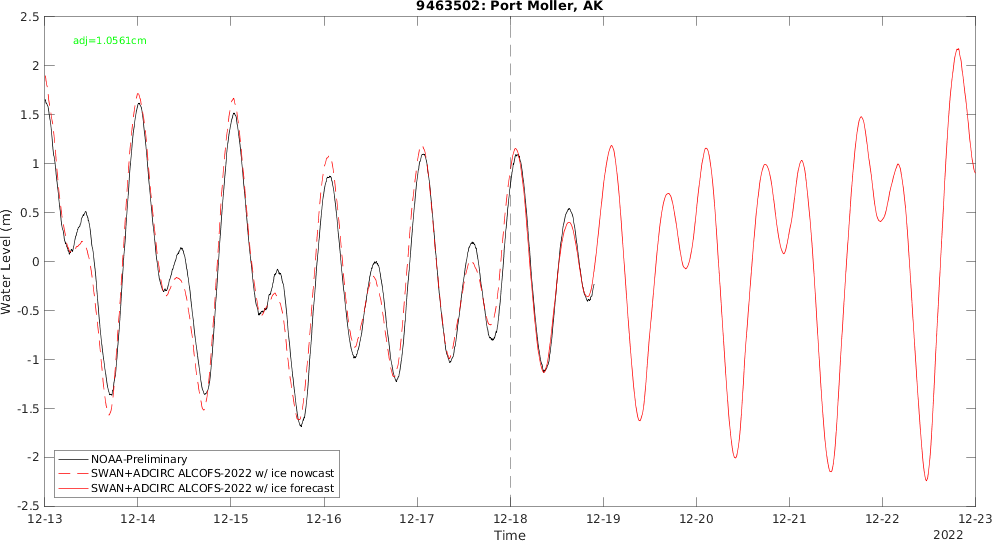 9463502: Port Moller, AK
adj=1.0561cm
Water Level (m)
2.5
2
1.5
1
0.5
0
-0.5
-1
-1.5
-2
-2.5
NOAA-Preliminary
SWAN+ADCIRC ALCOFS-2022 w/ ice nowcast
SWAN+ADCIRC ALCOFS-2022 w/ ice forecast
12-13 12-14 12-15 12-16 12-17 12-18 12-19 12-20 12-21 12-22 12-23
Time
2022